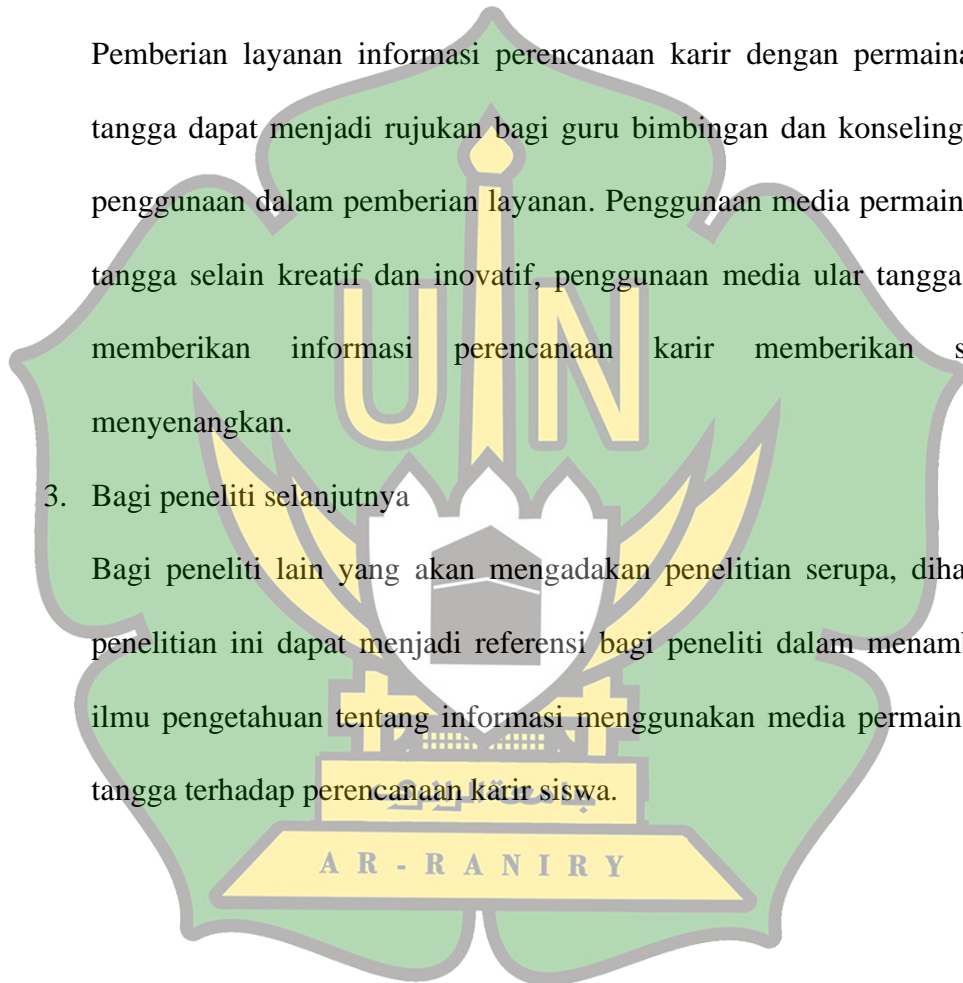 Pemberian layanan informasi perencanaan karir dengan permaina
tangga dapat menjadi rujukan bagi guru bimbingan dan konseling
penggunaan dalam pemberian layanan. Penggunaan media permain
tangga selain kreatif dan inovatif, penggunaan media ular tangga
memberikan informasi perencanaan karir memberikan s
menyenangkan.
3. Bagi peneliti selanjutnya
Bagi peneliti lain yang akan mengadakan penelitian serupa, diha
penelitian ini dapat menjadi referensi bagi peneliti dalam menam
ilmu pengetahuan tentang informasi menggunakan media permain
tangga terhadap perencanaan karir siswa.
UIN
جامعة الرانري
AR-RANIRY